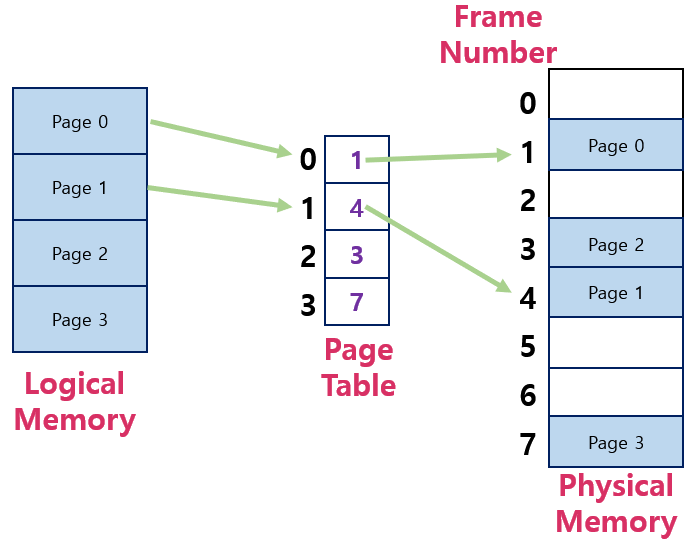 Frame
Number
Page 0
Page 1
Page 2
Page 3
Logical
Memory
0 1
1 4
2 3
3 7
Page
Table
0
1 Page 0
2
3 Page 2
4 Page 1
5
6
7 Page 3
Physical
Memory